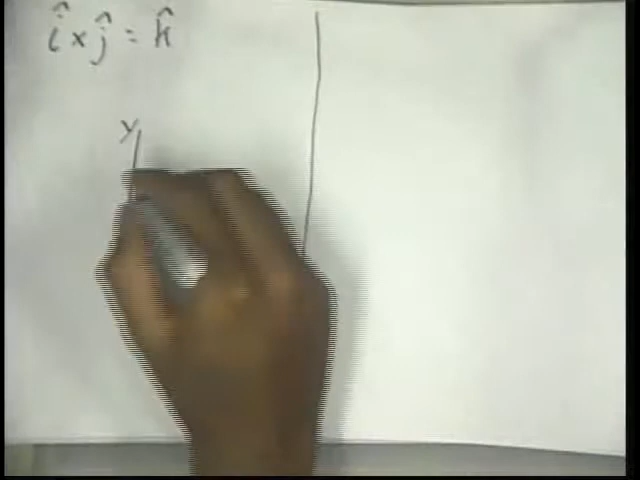 î × ĵ = k̂
y